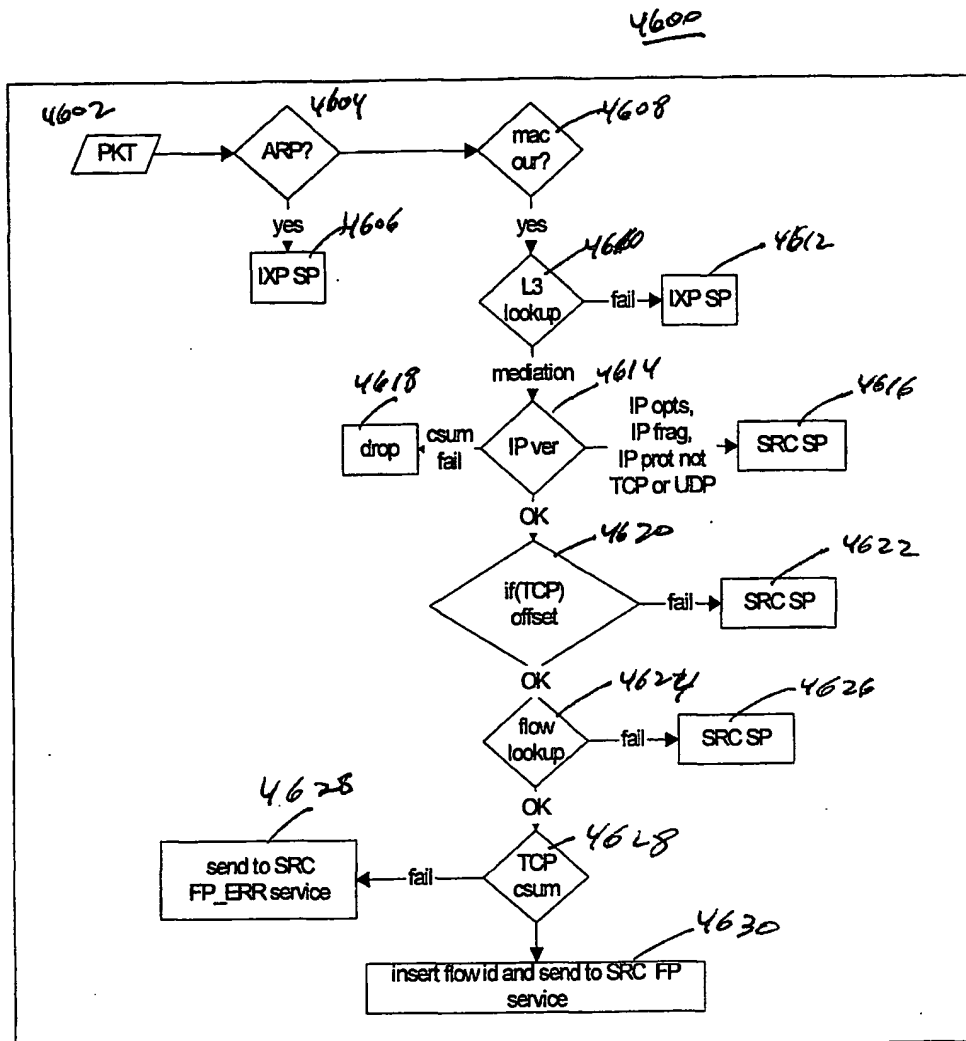 4600
4602
4604
4608
PKT
ARP?
mac
our?
yes
4606
yes
4610
4612
IXP SP
L3
lookup
fail
IXP SP
mediation
4614
4618
4616
drop
csum
fail
IP ver
IP opts,
IP frag,
IP prot not
TCP or UDP
SRC SP
OK
4620
4622
if(TCP)
offset
fail
SRC SP
OK
4624
4626
flow
lookup
fail
SRC SP
4628
OK
4628
send to SRC
FP_ERR service
fail
TCP
csum
4630
insert flow id and send to SRC FP
service